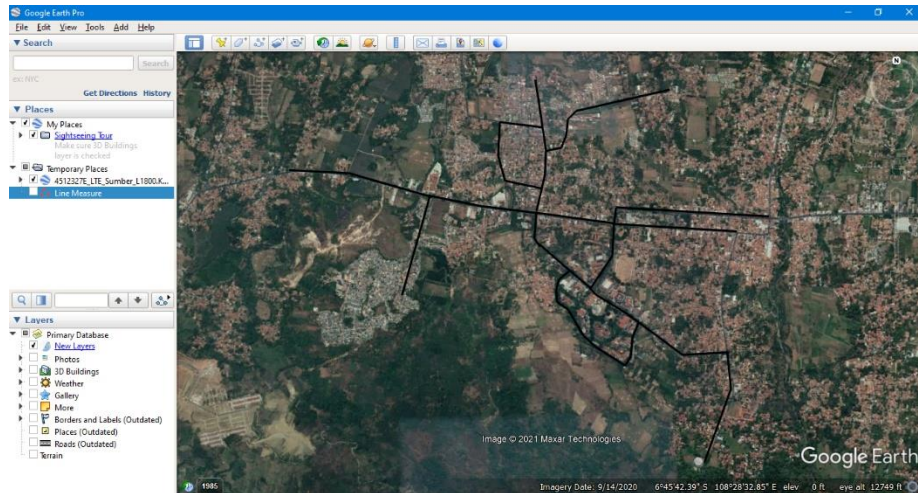 Google Earth Pro
File Edit View Tools Add Help
Search
Search
ex: NYC
Get Directions History
Places
My Places
Sightseeing Tour
Make sure 3D Buildings
layer is checked
Temporary Places
4512327E_LTE_Sumber_L1800.K...
Line Measure
Layers
Primary Database
New Layers
Photos
3D Buildings
Weather
Gallery
More
Borders and Labels (Outdated)
Places (Outdated)
Roads (Outdated)
Terrain
N
Image © 2021 Maxar Technologies
Google Earth
1985
Imagery Date: 9/14/2020 6°45'42.39" S 108°28'32.85" E elev 0 ft eye alt 12749 ft